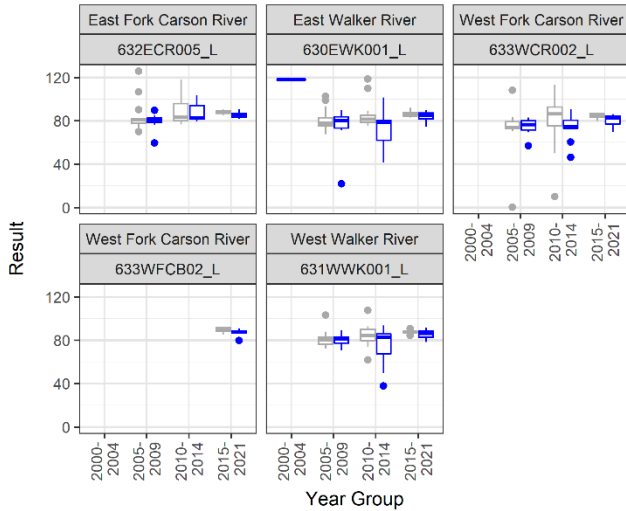 East Fork Carson River
East Walker River
West Fork Carson River
632ECR005_L
630EWK001_L
633WCR002_L
120
80
40
0
West Fork Carson River
West Walker River
633WFCB02_L
631WWK001_L
120
80
40
0
2000-
2004
2005-
2009
2010-
2014
2015-
2021
2000-
2004
2005-
2009
2010-
2014
2015-
2021
2000-
2004
2005-
2009
2010-
2014
2015-
2021
Result
Year Group